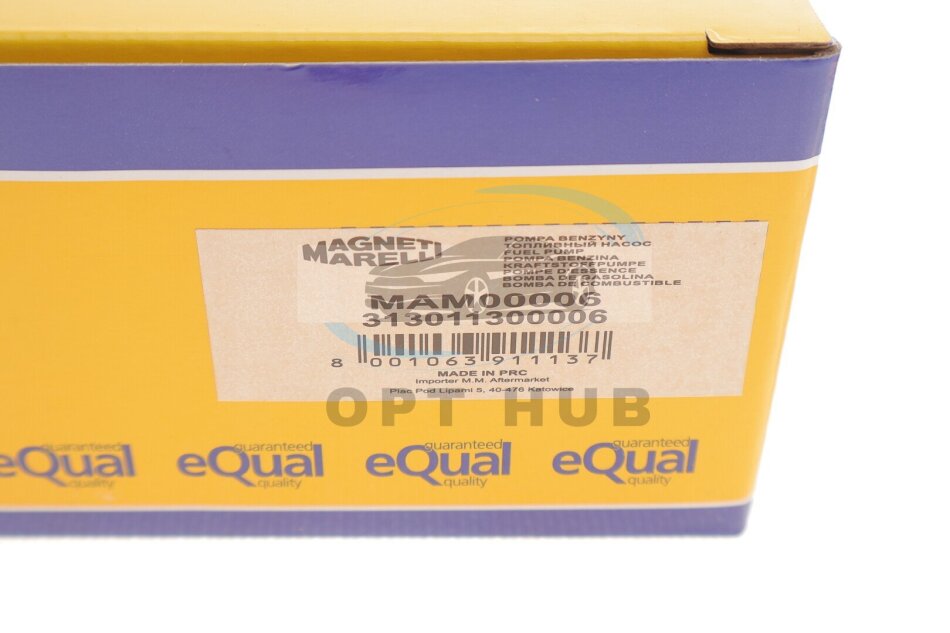 MAGNETI
MARELLI
POMPA BENZYNY
ТОПЛИВНЫЙ НАСОС
FUEL PUMP
POMPA BENZINA
KRAFTSTOFFPUMPE
POMPE D'ESSENCE
BOMBA DE GASOLINA
BOMBA DE COMBUSTIBLE
MAM00006
313011300006
8 001063 911137
MADE IN PRC
Importer M.M. Aftermarket
Plac Pod Lipami 5, 40-476 Katowice
OPT HUB
guaranteed guaranteed guaranteed guaranteed
eQual eQual eQual eQual
quality quality quality quality